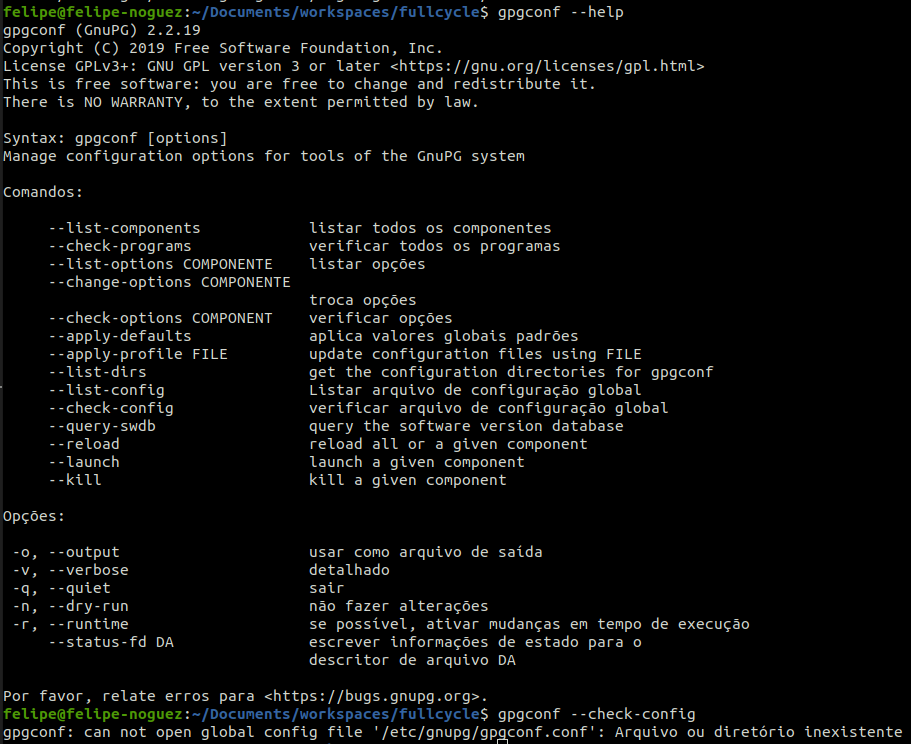 felipe@felipe-noguez:~/Documents/workspaces/fullcycle$ gpgconf --help
gpgconf (GnuPG) 2.2.19
Copyright (C) 2019 Free Software Foundation, Inc.
License GPLv3+: GNU GPL version 3 or later <https://gnu.org/licenses/gpl.html>
This is free software: you are free to change and redistribute it.
There is NO WARRANTY, to the extent permitted by law.

Syntax: gpgconf [options]
Manage configuration options for tools of the GnuPG system

Comandos:

     --list-components            listar todos os componentes
     --check-programs             verificar todos os programas
     --list-options COMPONENTE    listar opções
     --change-options COMPONENTE
                                  troca opções
     --check-options COMPONENT    verificar opções
     --apply-defaults             aplica valores globais padrões
     --apply-profile FILE         update configuration files using FILE
     --list-dirs                  get the configuration directories for gpgconf
     --list-config                Listar arquivo de configuração global
     --check-config               verificar arquivo de configuração global
     --query-swdb                 query the software version database
     --reload                     reload all or a given component
     --launch                     launch a given component
     --kill                       kill a given component

Opções:

 -o, --output                     usar como arquivo de saída
 -v, --verbose                    detalhado
 -q, --quiet                      sair
 -n, --dry-run                    não fazer alterações
 -r, --runtime                    se possível, ativar mudanças em tempo de execução
     --status-fd DA               escrever informações de estado para o
                                  descritor de arquivo DA

Por favor, relate erros para <https://bugs.gnupg.org>.
felipe@felipe-noguez:~/Documents/workspaces/fullcycle$ gpgconf --check-config
gpgconf: can not open global config file '/etc/gnupg/gpgconf.conf': Arquivo ou diretório inexistente